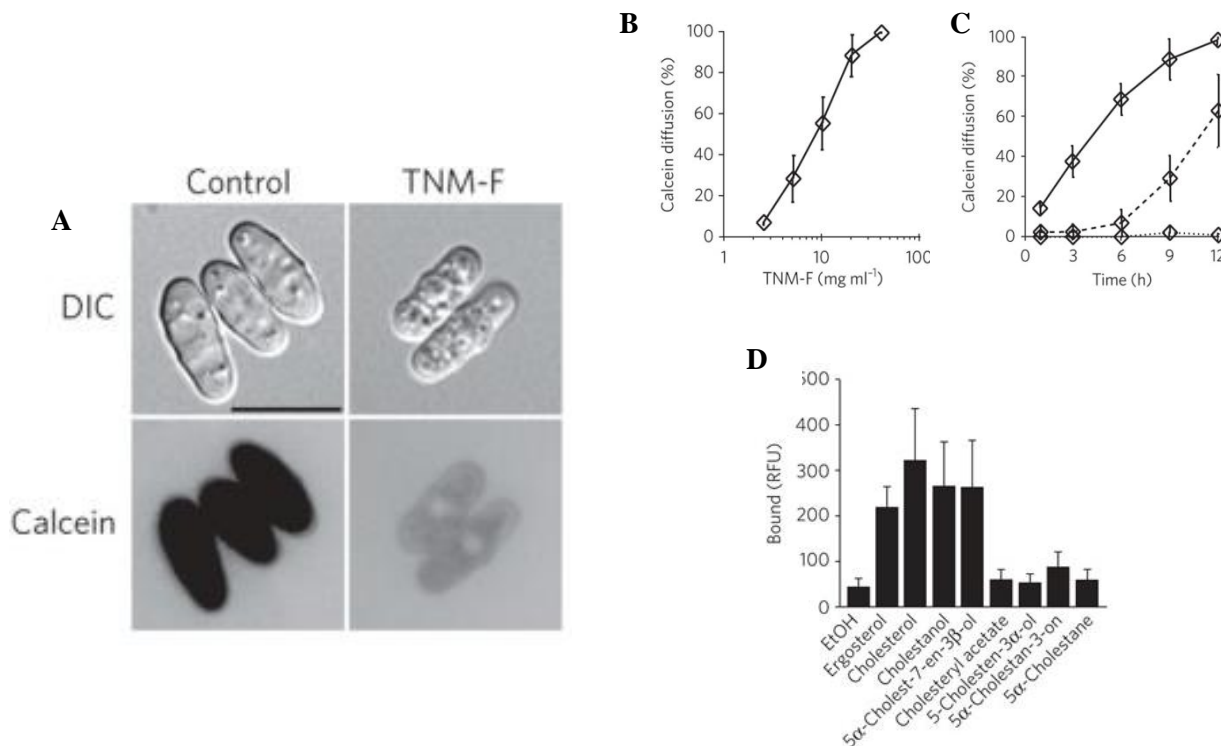 A
Control TNM-F
DIC
Calcein
B
Calcein diffusion (%)
100
80
60
40
20
0
1 10 100
TNM-F (mg ml⁻¹)
C
Calcein diffusion (%)
100
80
60
40
20
0
0 3 6 9 12
Time (h)
D
Bound (RFU)
500
400
300
200
100
0
EtOH
Ergosterol
Cholesterol
Cholestanol
5α-Cholest-7-en-3β-ol
Cholesteryl acetate
5-Cholesten-3α-ol
5α-Cholestan-3-on
5α-Cholestane